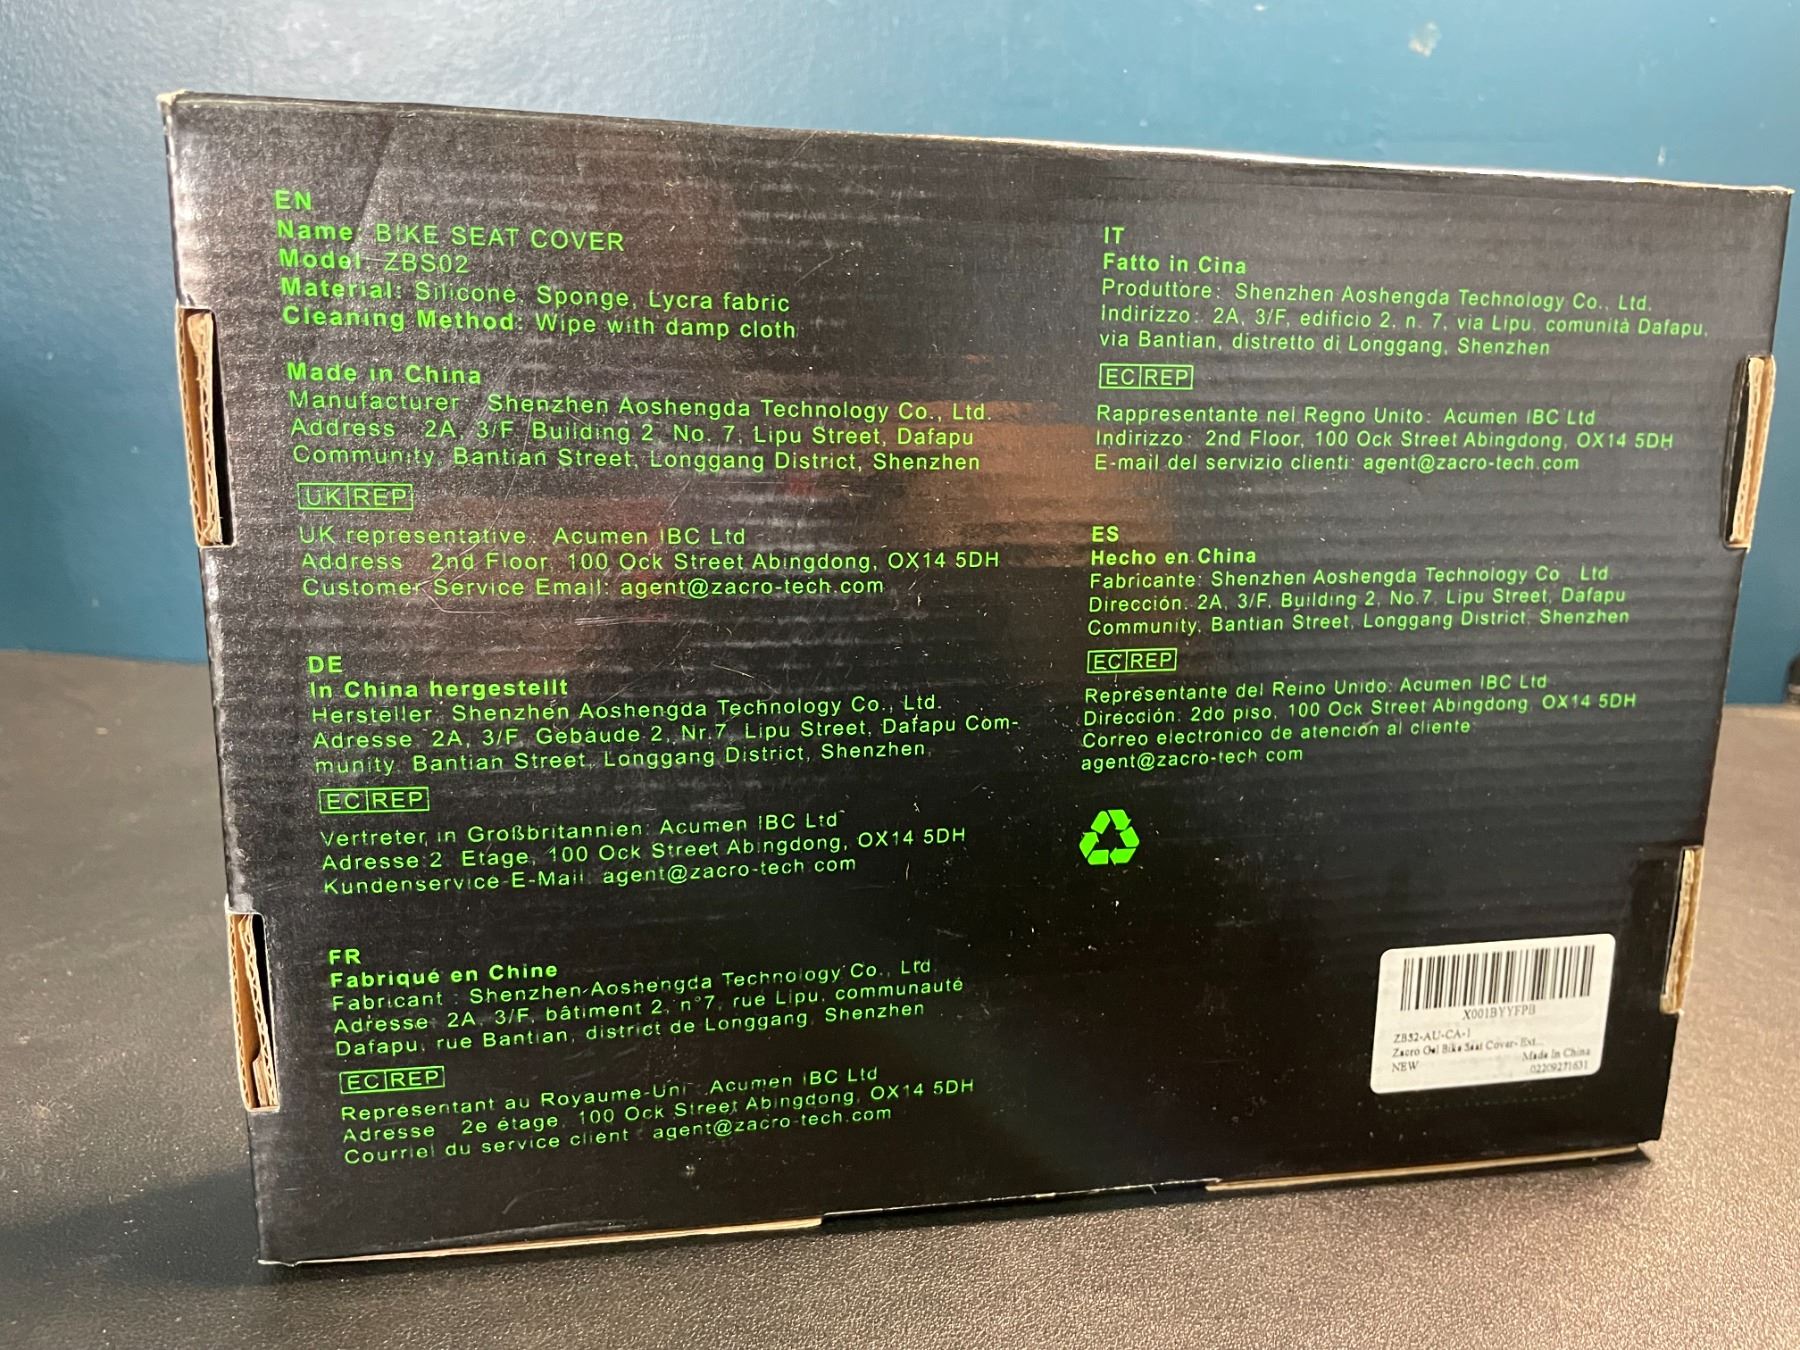 EN
Name: BIKE SEAT COVER
Model: ZBS02
Material: Silicone, Sponge, Lycra fabric
Cleaning Method: Wipe with damp cloth
Made in China
Manufacturer: Shenzhen Aoshengda Technology Co., Ltd.
Address: 2A, 3/F, Building 2, No. 7, Lipu Street, Dafapu
Community, Bantian Street, Longgang District, Shenzhen
UK REP
UK representative: Acumen IBC Ltd
Address: 2nd Floor, 100 Ock Street Abingdong, OX14 5DH
Customer Service Email: agent@zacro-tech.com
DE
In China hergestellt
Hersteller: Shenzhen Aoshengda Technology Co., Ltd.
Adresse: 2A, 3/F, Gebäude 2, Nr.7, Lipu Street, Dafapu Com-
munity, Bantian Street, Longgang District, Shenzhen,
EC REP
Vertreter in Großbritannien: Acumen IBC Ltd
Adresse:2. Etage, 100 Ock Street Abingdong, OX14 5DH
Kundenservice-E-Mail: agent@zacro-tech.com
FR
Fabriqué en Chine
Fabricant : Shenzhen Aoshengda Technology Co., Ltd.
Adresse: 2A, 3/F, bâtiment 2, n°7, rue Lipu, communauté
Dafapu, rue Bantian, district de Longgang, Shenzhen
EC REP
Représentant au Royaume-Uni : Acumen IBC Ltd
Adresse: 2e étage, 100 Ock Street Abingdong, OX14 5DH
Courriel du service client : agent@zacro-tech.com
IT
Fatto in Cina
Produttore: Shenzhen Aoshengda Technology Co., Ltd.
Indirizzo: 2A, 3/F, edificio 2, n. 7, via Lipu, comunità Dafapu,
via Bantian, distretto di Longgang, Shenzhen
EC REP
Rappresentante nel Regno Unito: Acumen IBC Ltd
Indirizzo: 2nd Floor, 100 Ock Street Abingdong, OX14 5DH
E-mail del servizio clienti: agent@zacro-tech.com
ES
Hecho en China
Fabricante: Shenzhen Aoshengda Technology Co., Ltd.
Dirección: 2A, 3/F, Building 2, No.7, Lipu Street, Dafapu
Community, Bantian Street, Longgang District, Shenzhen
EC REP
Representante del Reino Unido: Acumen IBC Ltd
Dirección: 2do piso, 100 Ock Street Abingdong, OX14 5DH
Correo electrónico de atención al cliente:
agent@zacro-tech.com
X001BYYFPB
ZBS2-AU-CA-1
Zacro Gel Bike Seat Cover- Ext...
NEW
Made In China
02209271631